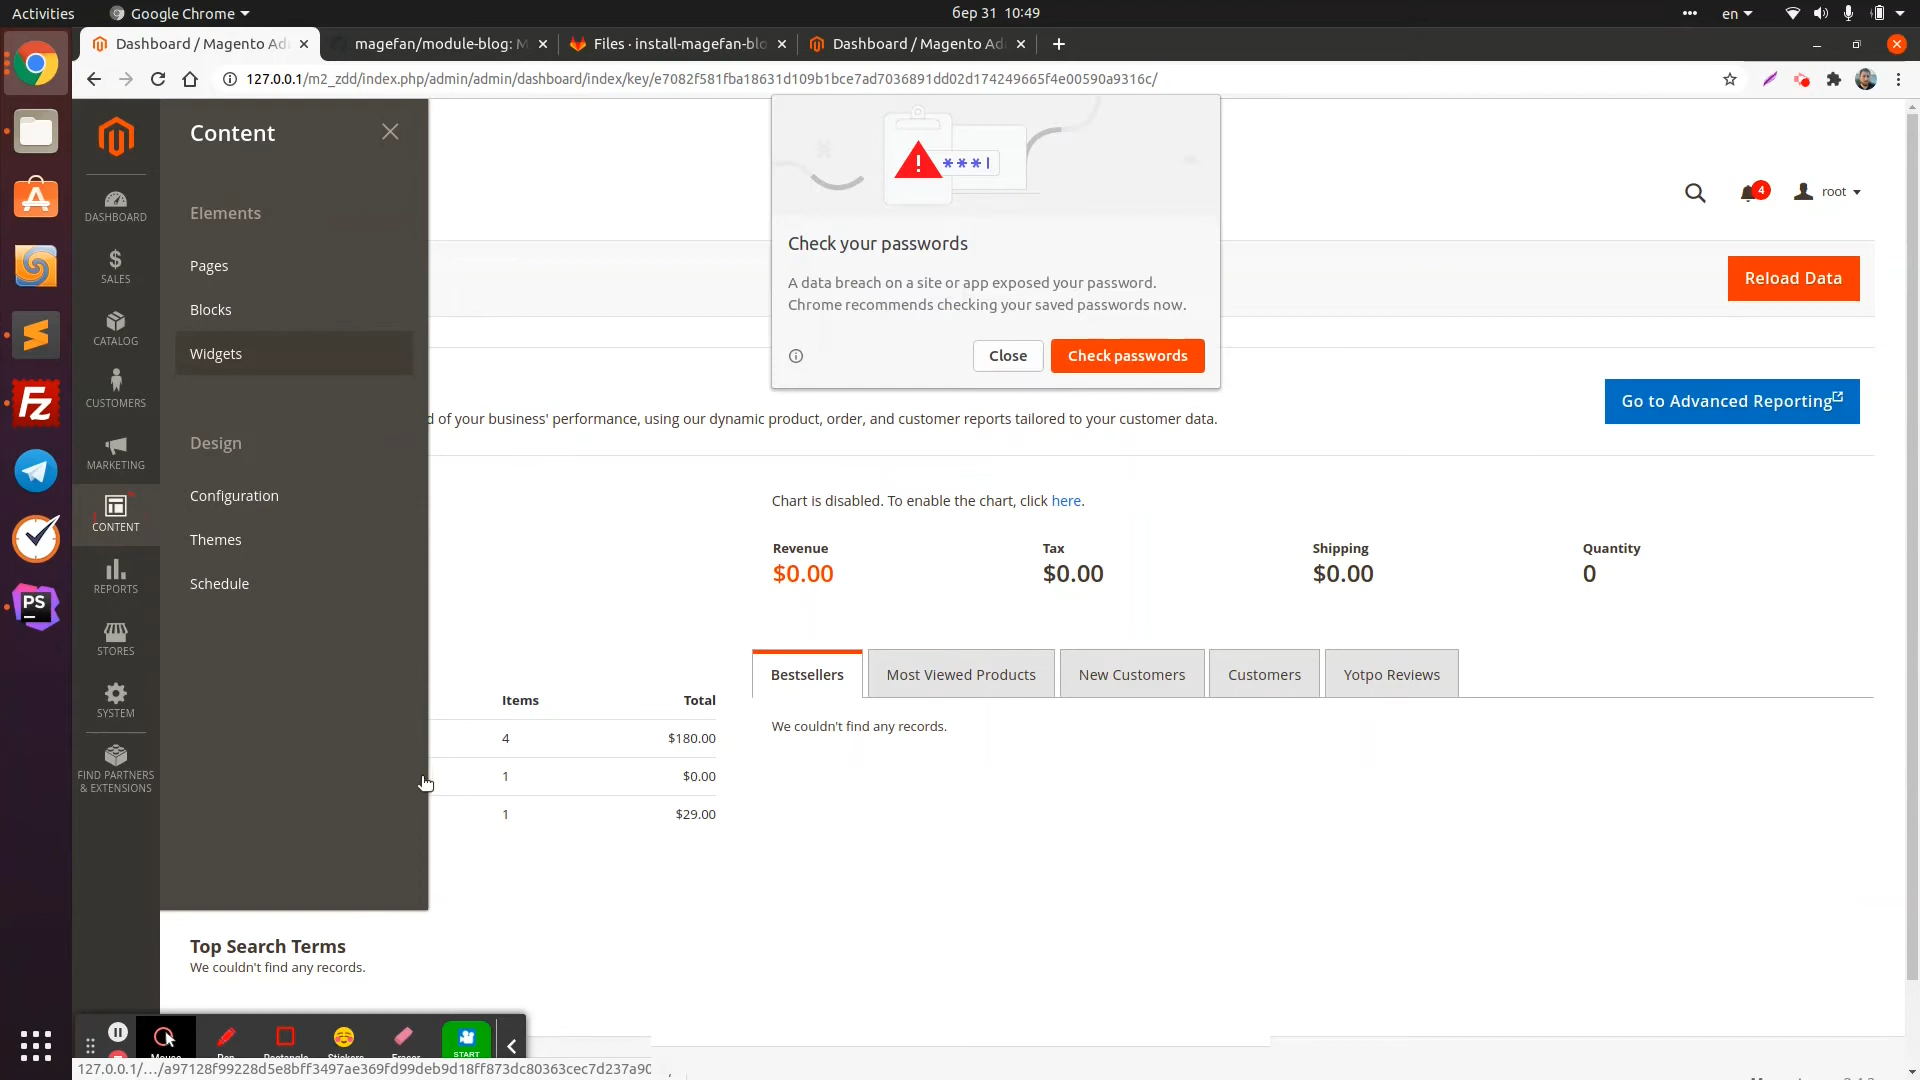 Activities
Google Chrome
бер 31 10:49
en
Dashboard / Magento Ad
magefan/module-blog: M
Files · install-magefan-blo
Dashboard / Magento Ad
127.0.0.1/m2_zdd/index.php/admin/admin/dashboard/index/key/e7082f581fba18631d109b1bce7ad7036891dd02d174249665f4e00590a9316c/
Content
DASHBOARD
SALES
CATALOG
CUSTOMERS
MARKETING
CONTENT
REPORTS
STORES
SYSTEM
FIND PARTNERS
& EXTENSIONS
Elements
Pages
Blocks
Widgets
Design
Configuration
Themes
Schedule
***|
Check your passwords
A data breach on a site or app exposed your password.
Chrome recommends checking your saved passwords now.
Close
Check passwords
4
root
Reload Data
d of your business' performance, using our dynamic product, order, and customer reports tailored to your customer data.
Go to Advanced Reporting
Chart is disabled. To enable the chart, click here.
Revenue
$0.00
Tax
$0.00
Shipping
$0.00
Quantity
0
Bestsellers
Most Viewed Products
New Customers
Customers
Yotpo Reviews
We couldn't find any records.
Items Total
4 $180.00
1 $0.00
1 $29.00
Top Search Terms
We couldn't find any records.
START
PS
Fz
127.0.0.1/.../a97128f99228d5e8bff3497ae369fd99deb9d18ff873dc80363cec7d237a90